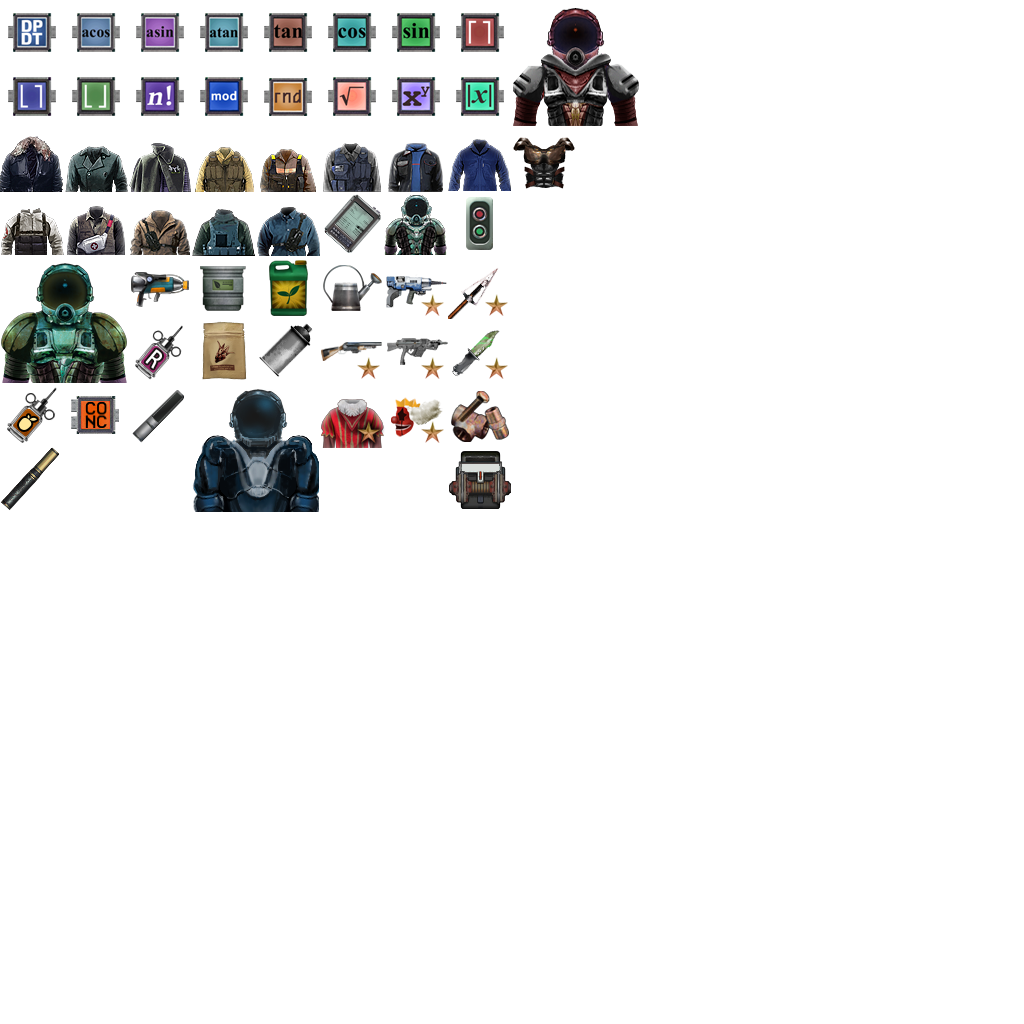 DP
DT
acos
asin
atan
tan
cos
sin
[ ]
[ ]
[ ]
n!
mod
rnd
√
xʸ
|x|
R
CO
NC